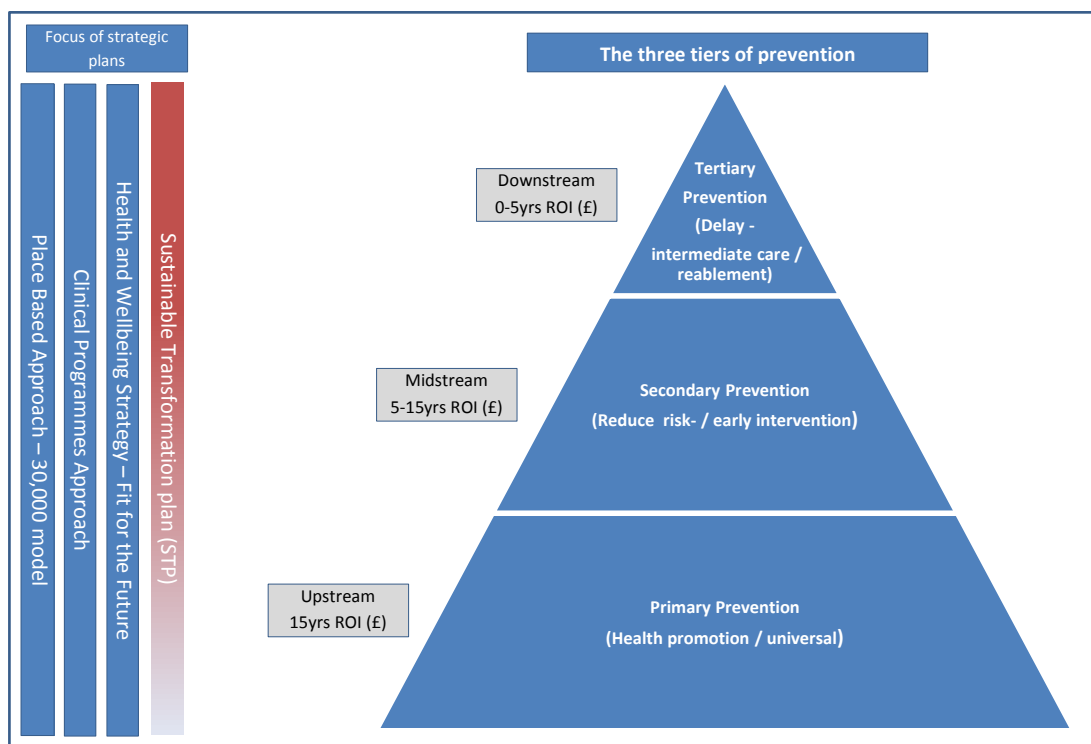 Focus of strategic
plans
Place Based Approach – 30,000 model
Clinical Programmes Approach
Health and Wellbeing Strategy – Fit for the Future
Sustainable Transformation plan (STP)
The three tiers of prevention
Downstream
0-5yrs ROI (£)
Tertiary
Prevention
(Delay -
intermediate care /
reablement)
Midstream
5-15yrs ROI (£)
Secondary Prevention
(Reduce risk- / early intervention)
Upstream
15yrs ROI (£)
Primary Prevention
(Health promotion / universal)